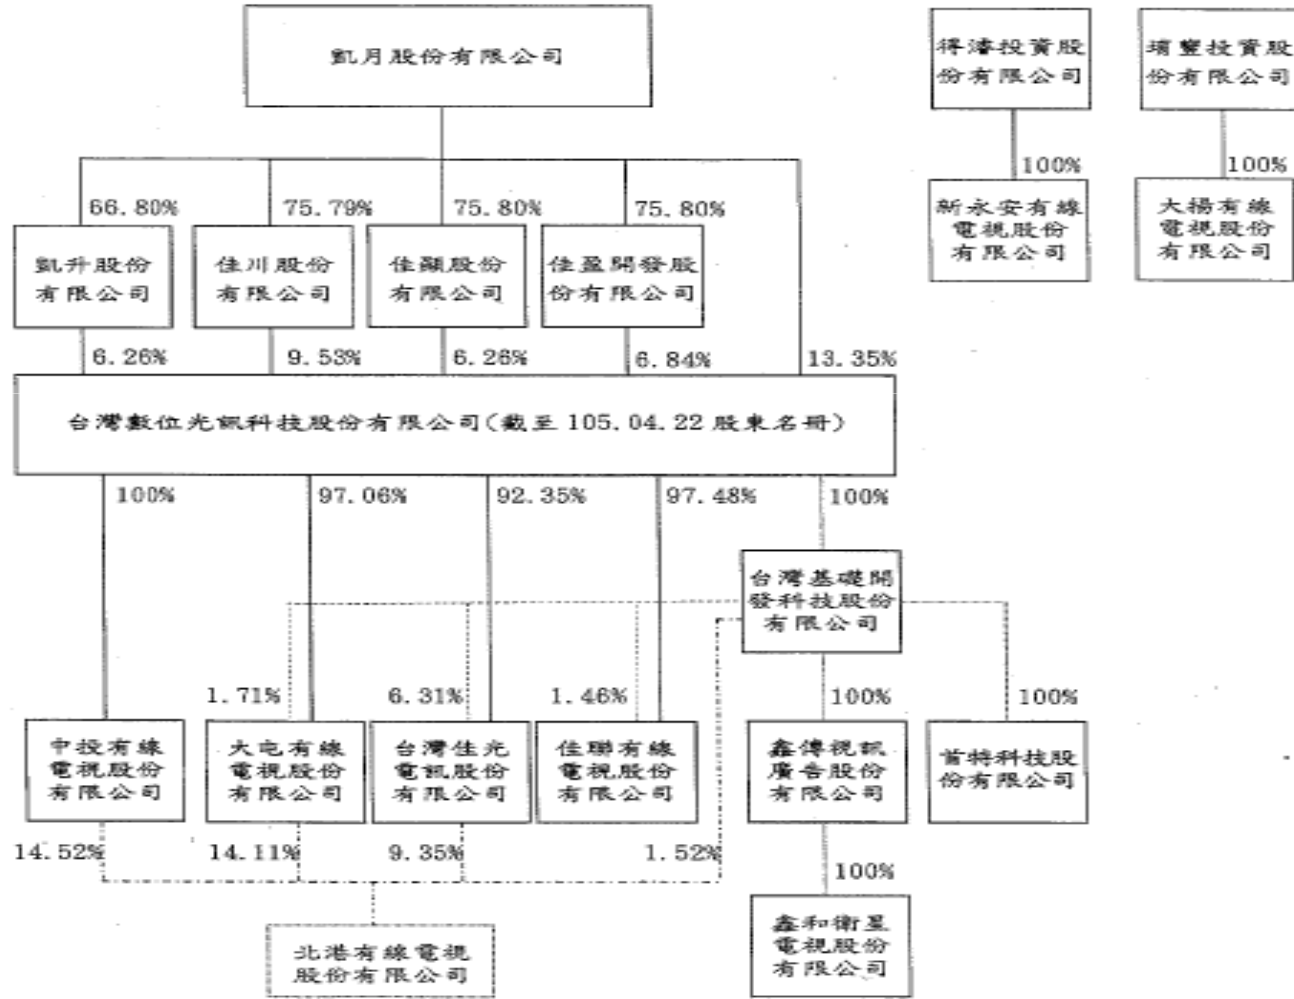 凱月股份有限公司
得濬投資股
份有限公司
瑞豐投資股
份有限公司
100%
100%
新永安有線
電視股份
有限公司
大揚有線
電視股份
有限公司
66.80%
75.79%
75.80%
75.80%
凱升股份
有限公司
佳川股份
有限公司
佳顯股份
有限公司
佳盈開發股
份有限公司
6.26%
9.53%
6.26%
6.84%
13.35%
台灣數位光訊科技股份有限公司(截至 105.04.22 股東名冊)
100%
97.06%
92.35%
97.48%
100%
台灣基礎開
發科技股份
有限公司
1.71%
6.31%
1.46%
100%
100%
中投有線
電視股份
有限公司
大屯有線
電視股份
有限公司
台灣佳光
電訊股份
有限公司
佳聯有線
電視股份
有限公司
鑫傳視訊
廣告股份
有限公司
首特科技股
份有限公司
14.52%
14.11%
9.35%
1.52%
100%
北港有線電視
股份有限公司
鑫和衛星
電視股份
有限公司